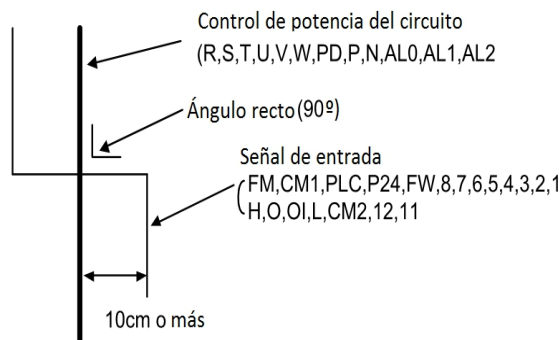 Control de potencia del circuito
(R,S,T,U,V,W,PD,P,N,AL0,AL1,AL2
Ángulo recto(90º)
Señal de entrada
(FM,CM1,PLC,P24,FW,8,7,6,5,4,3,2,1
H,O,OI,L,CM2,12,11
10cm o más